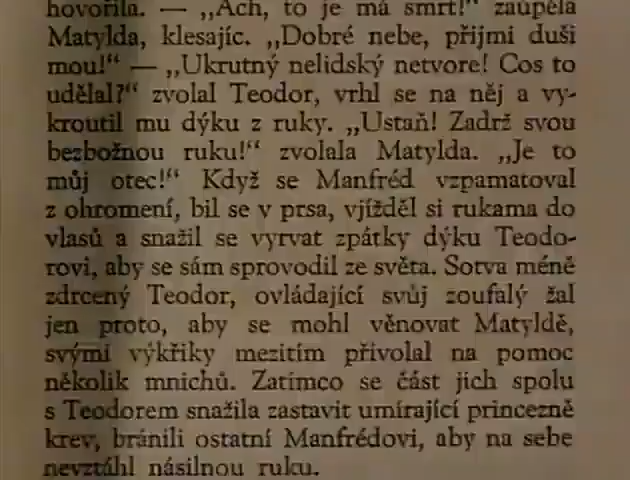 hovořila. — „Ach, to je má smrt!“ zaúpěla
Matylda, klesajíc. „Dobré nebe, přijmi duši
mou!“ — „Ukrutný nelidský netvore! Cos to
udělal?“ zvolal Teodor, vrhl se na něj a vy-
kroutil mu dýku z ruky. „Ustaň! Zadrž svou
bezbožnou ruku!“ zvolala Matylda. „Je to
můj otec!“ Když se Manfréd vzpamatoval
z ohromení, bil se v prsa, vjížděl si rukama do
vlasů a snažil se vyrvat zpátky dýku Teodo-
rovi, aby se sám sprovodil ze světa. Sotva méně
zdrcený Teodor, ovládající svůj zoufalý žal
jen proto, aby se mohl věnovat Matyldě,
svými výkřiky mezitím přivolal na pomoc
několik mnichů. Zatímco se část jich spolu
s Teodorem snažila zastavit umírající princezně
krev, bránili ostatní Manfrédovi, aby na sebe
nevztáhl násilnou ruku.